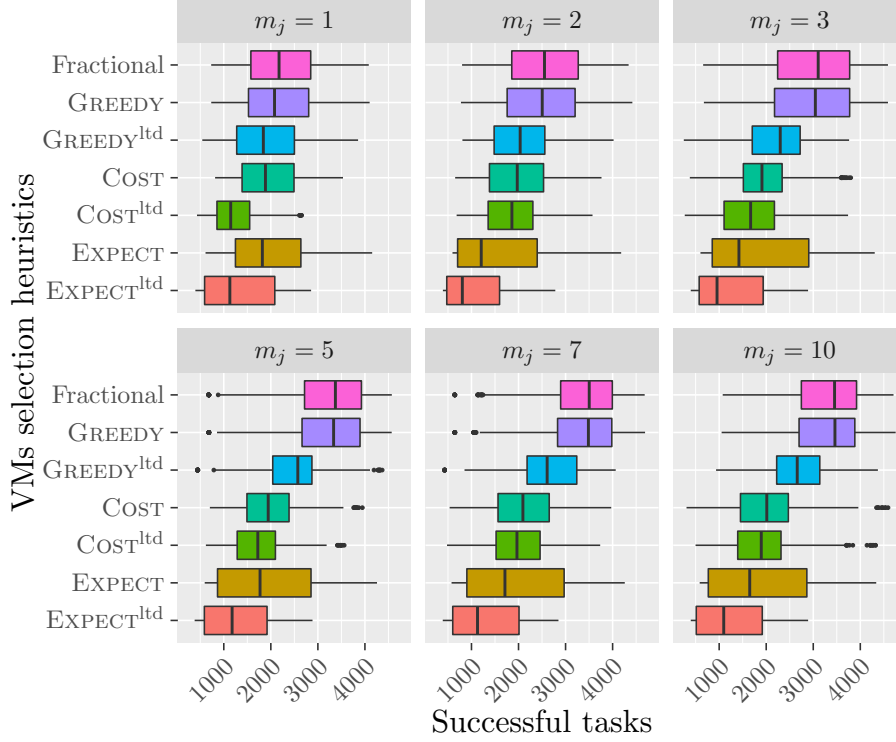 m_j = 1 m_j = 2 m_j = 3
Fractional
GREEDY
GREEDY^ltd
COST
COST^ltd
EXPECT
EXPECT^ltd
VMs selection heuristics
m_j = 5 m_j = 7 m_j = 10
Fractional
GREEDY
GREEDY^ltd
COST
COST^ltd
EXPECT
EXPECT^ltd
1000 2000 3000 4000 1000 2000 3000 4000 1000 2000 3000 4000
Successful tasks